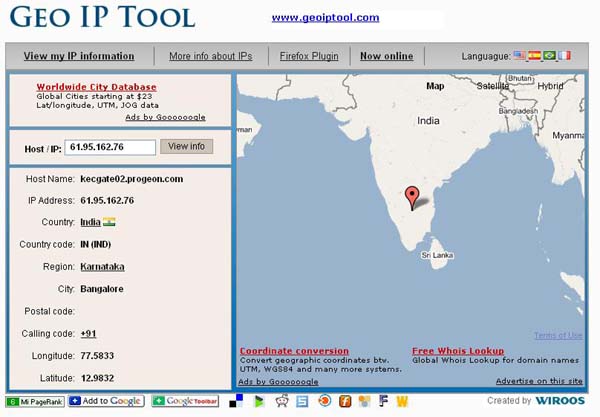 GEO IP TOOL
www.geoiptool.com
View my IP information
More info about IPs
Firefox Plugin
Now online
Languague:
Worldwide City Database
Global Cities starting at $23
Lat/longitude, UTM, JOG data
Ads by Goooooogle
Host / IP: 61.95.162.76 View info
Host Name: kecgate02.progeon.com
IP Address: 61.95.162.76
Country: India
Country code: IN (IND)
Region: Karnataka
City: Bangalore
Postal code:
Calling code: +91
Longitude: 77.5833
Latitude: 12.9832
Map Satellite Hybrid
Bhutan
Bangladesh
India
Myanma
Sri Lanka
Terms of Use
Coordinate conversion
Convert geographic coordinates btw.
UTM, WGS84 and many more systems.
Ads by Goooooogle
Free Whois Lookup
Global Whois Lookup for domain names
Advertise on this site
Mi PageRank
Add to Google
Google Toolbar
Created by WIROOS